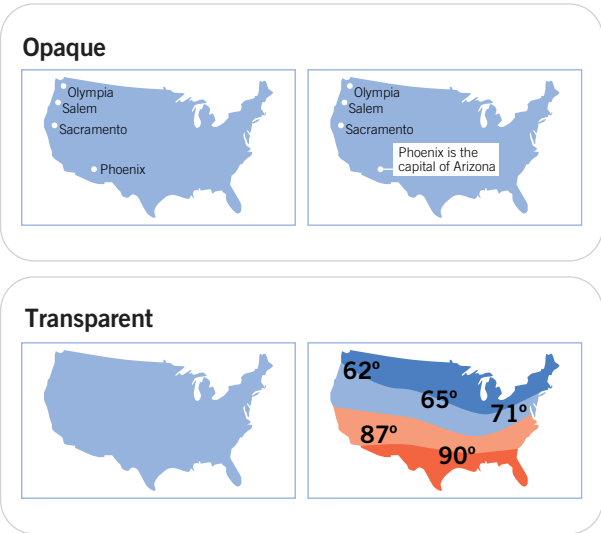 Opaque
Olympia
Salem
Sacramento
Phoenix
Olympia
Salem
Sacramento
Phoenix is the
capital of Arizona
Transparent
62º
65º
71º
87º
90º